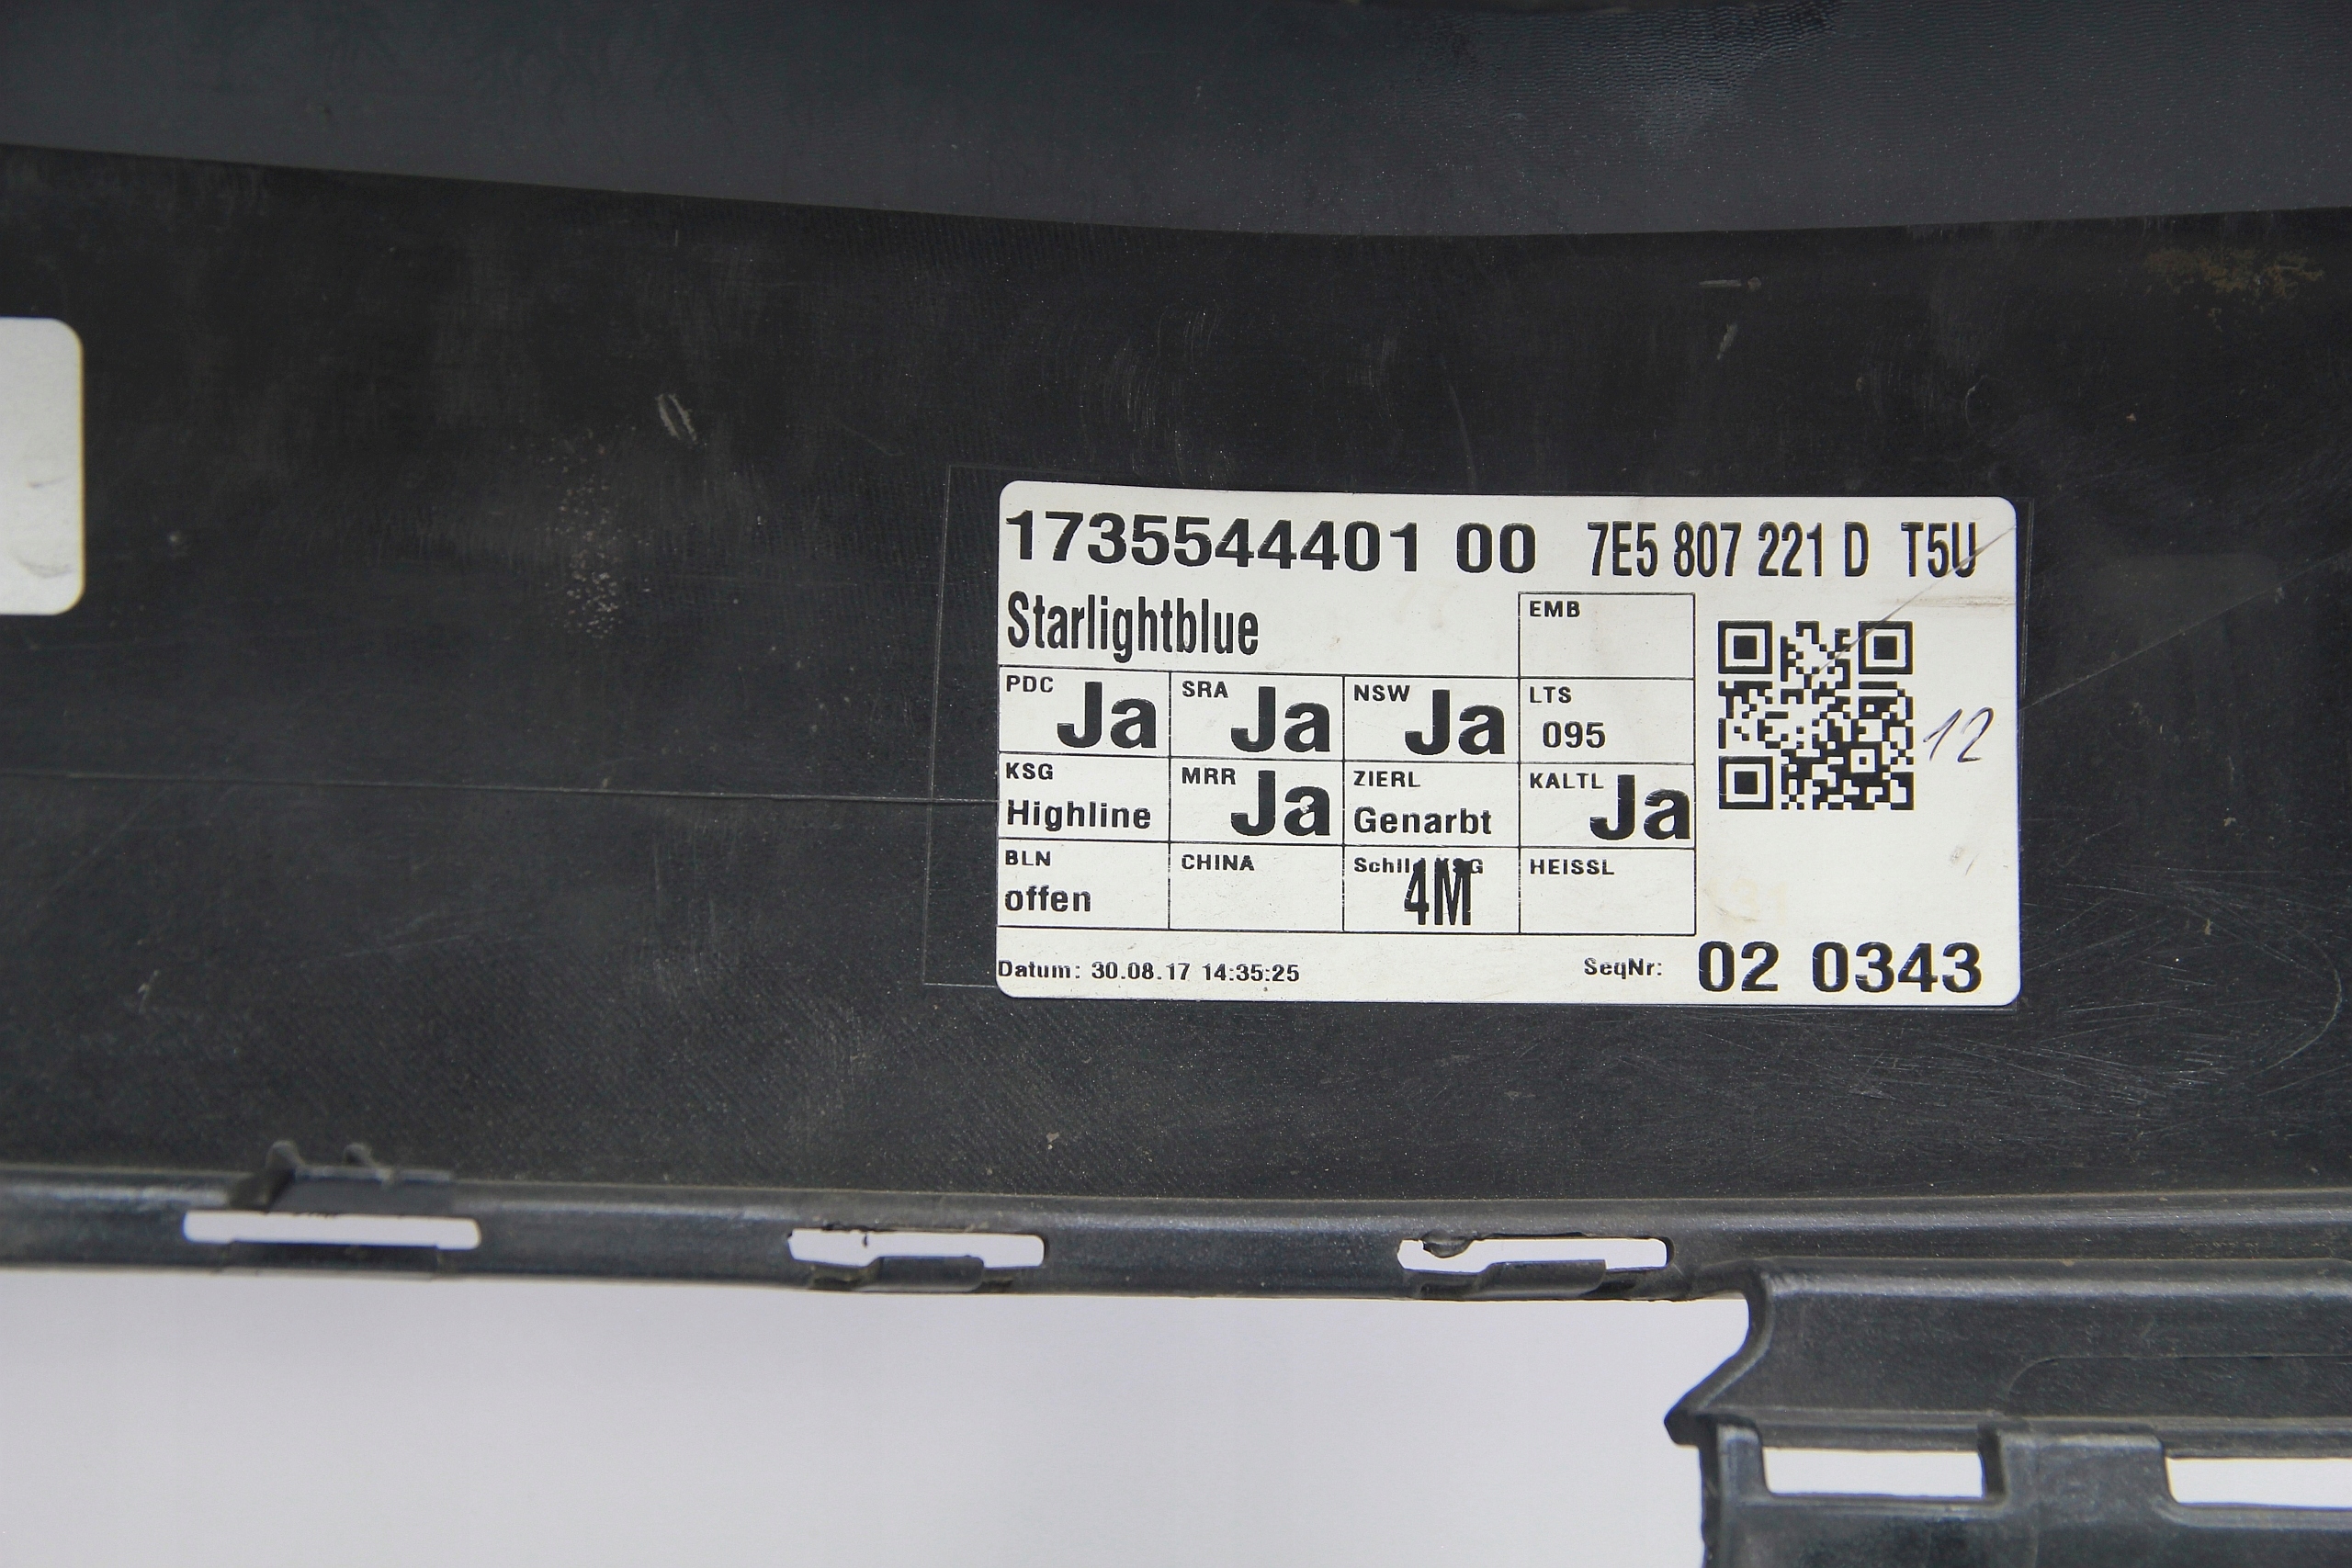 1735544401 00 7E5 807 221 D T5U
Starlightblue EMB
PDC Ja SRA Ja NSW Ja LTS 095
12
KSG Highline MRR Ja ZIERL Genarbt KALTL Ja
BLN offen CHINA Schild KSG 4M HEISSL
Datum: 30.08.17 14:35:25 SeqNr: 02 0343